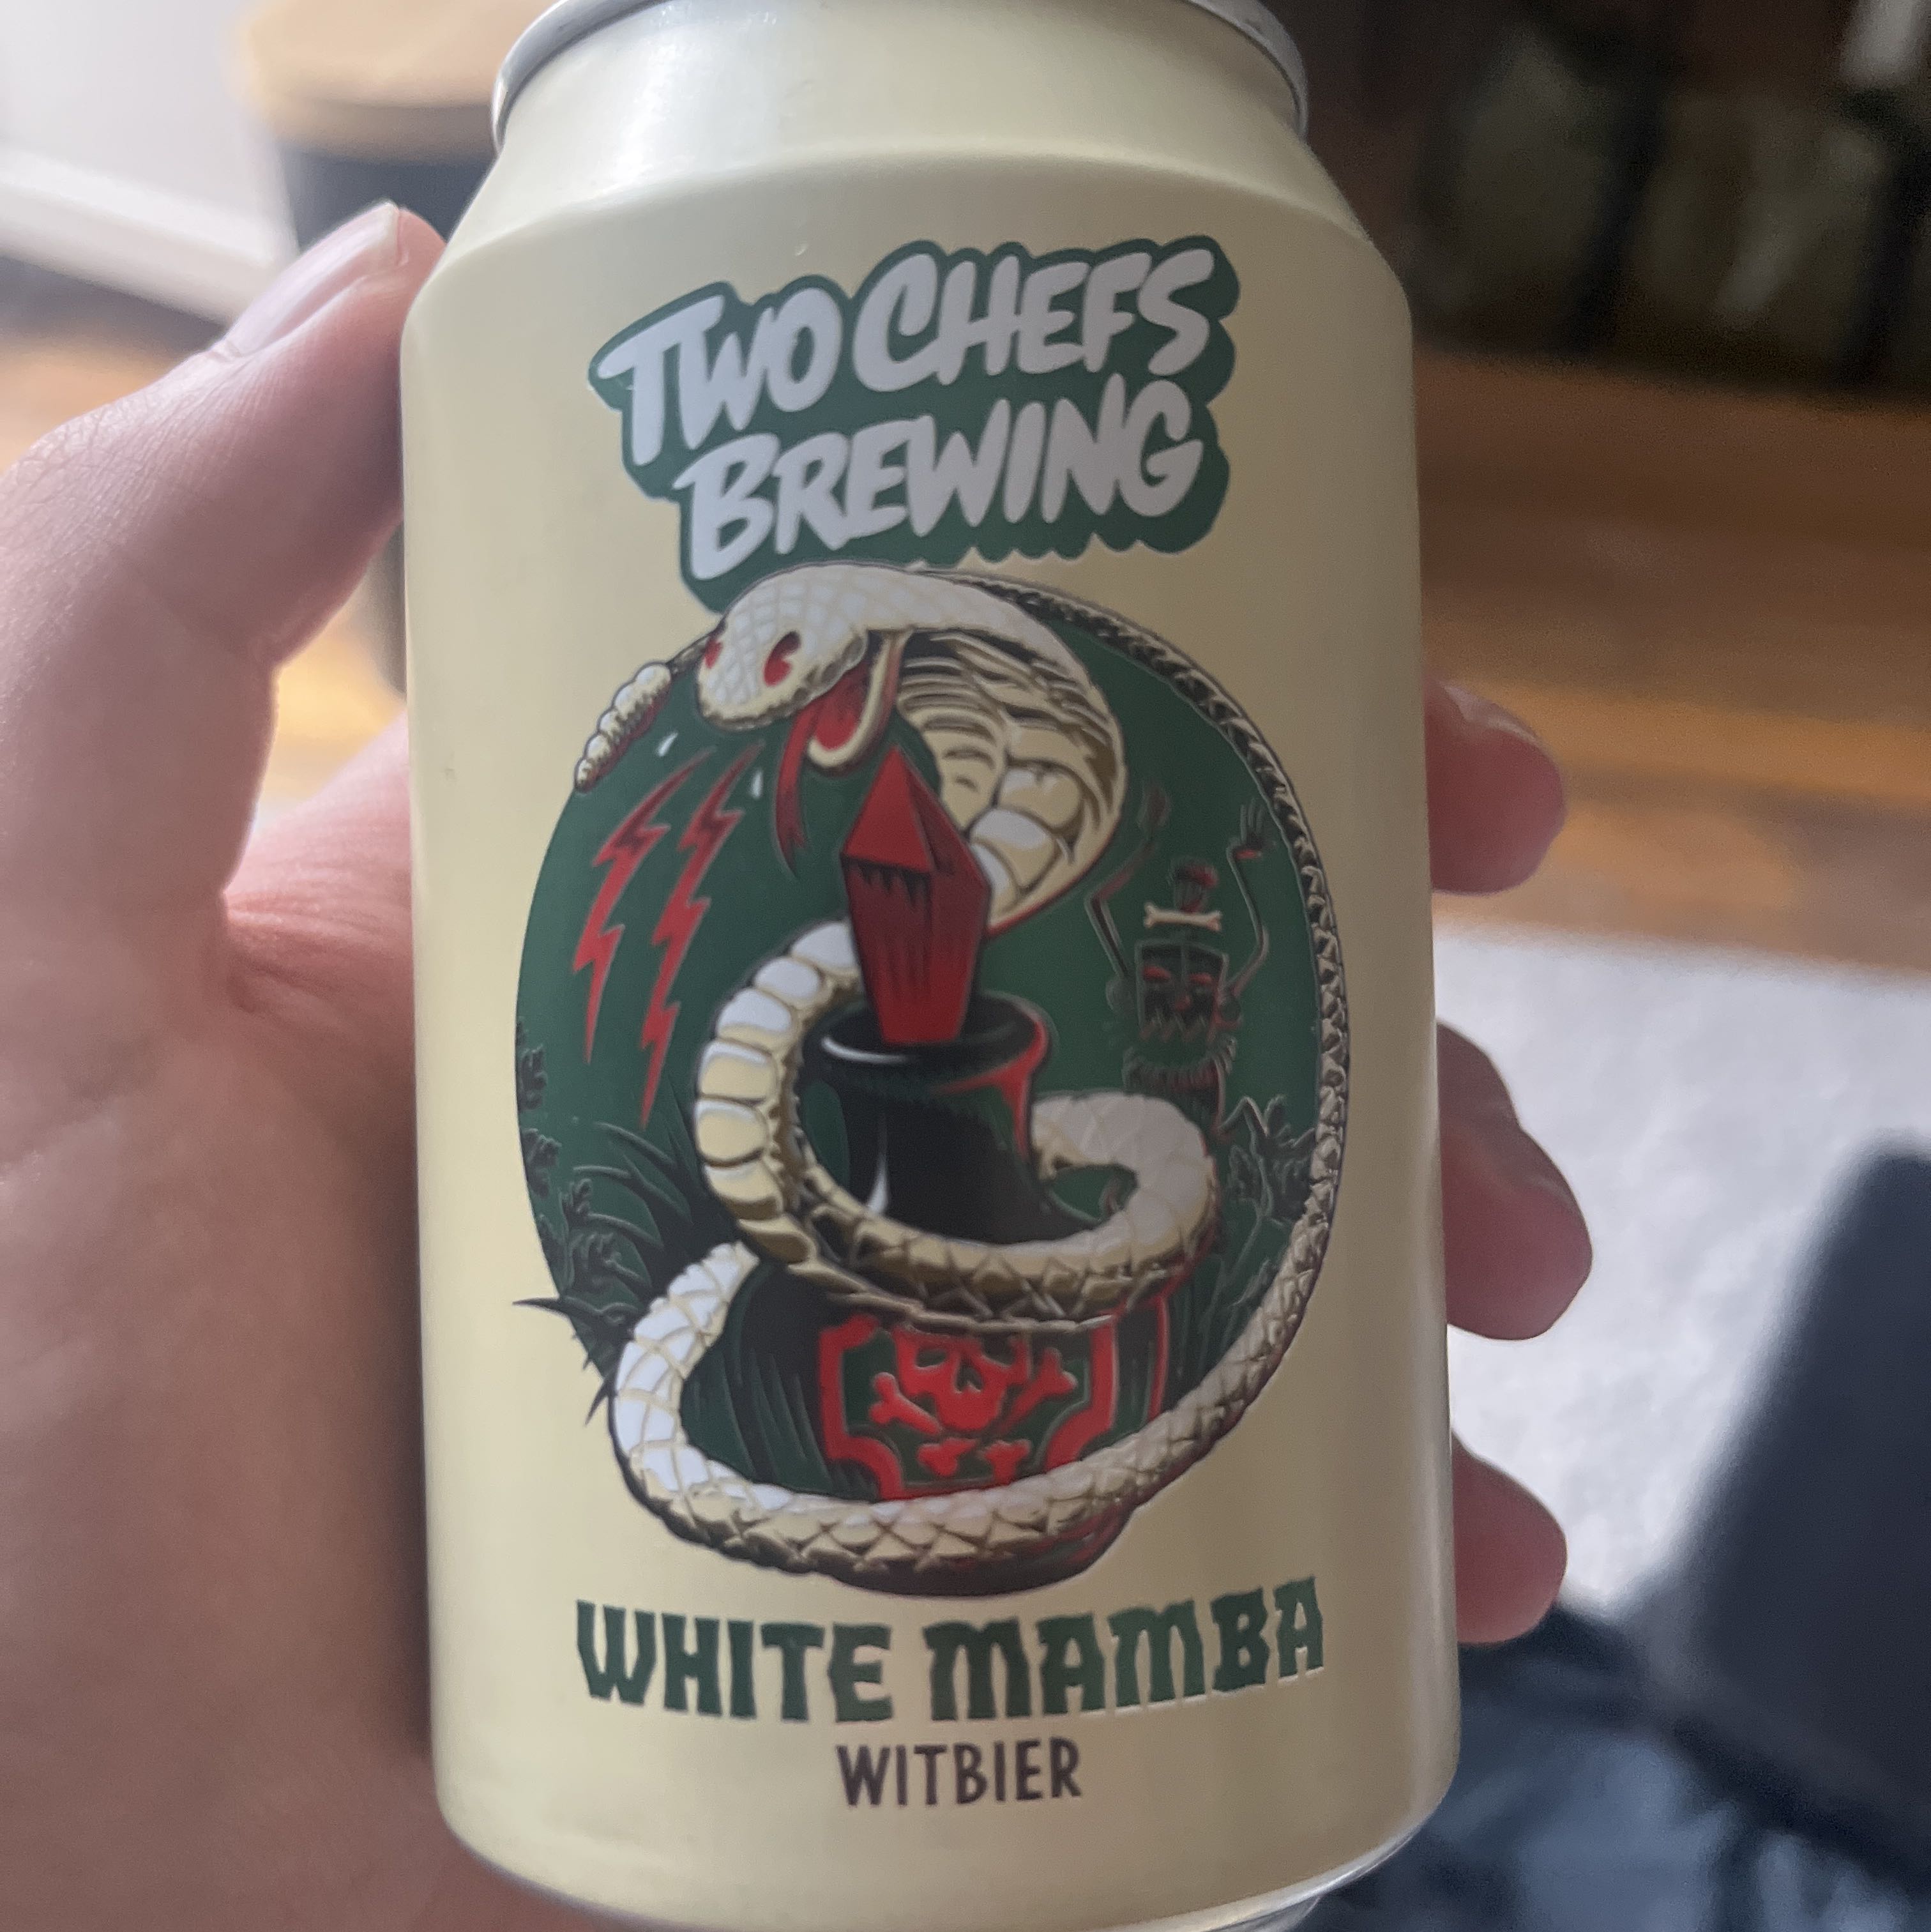 TWO CHEFS
BREWING
WHITE MAMBA
WITBIER